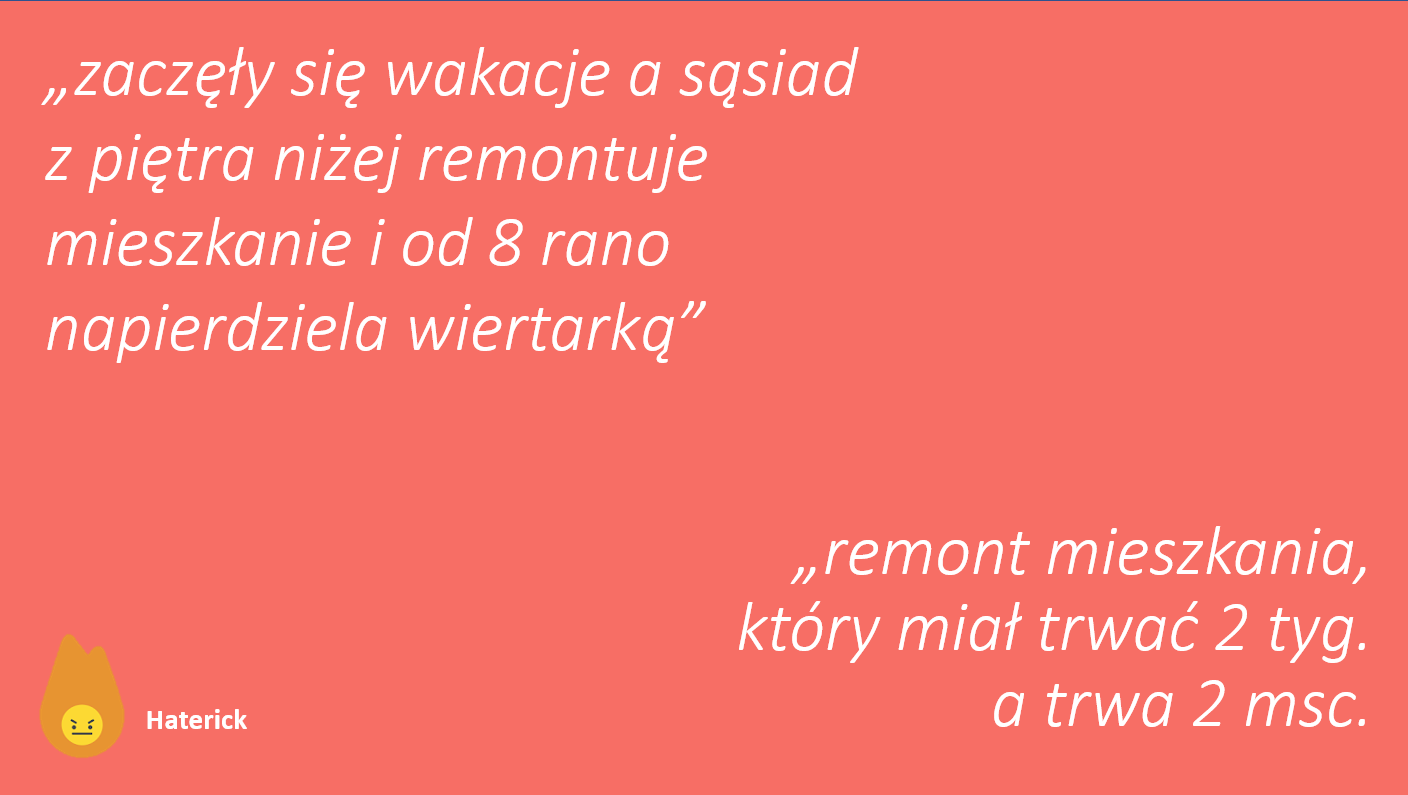 „zaczęły się wakacje a sąsiad
z piętra niżej remontuje
mieszkanie i od 8 rano
napierdziela wiertarką”
„remont mieszkania,
który miał trwać 2 tyg.
a trwa 2 msc.
Haterick